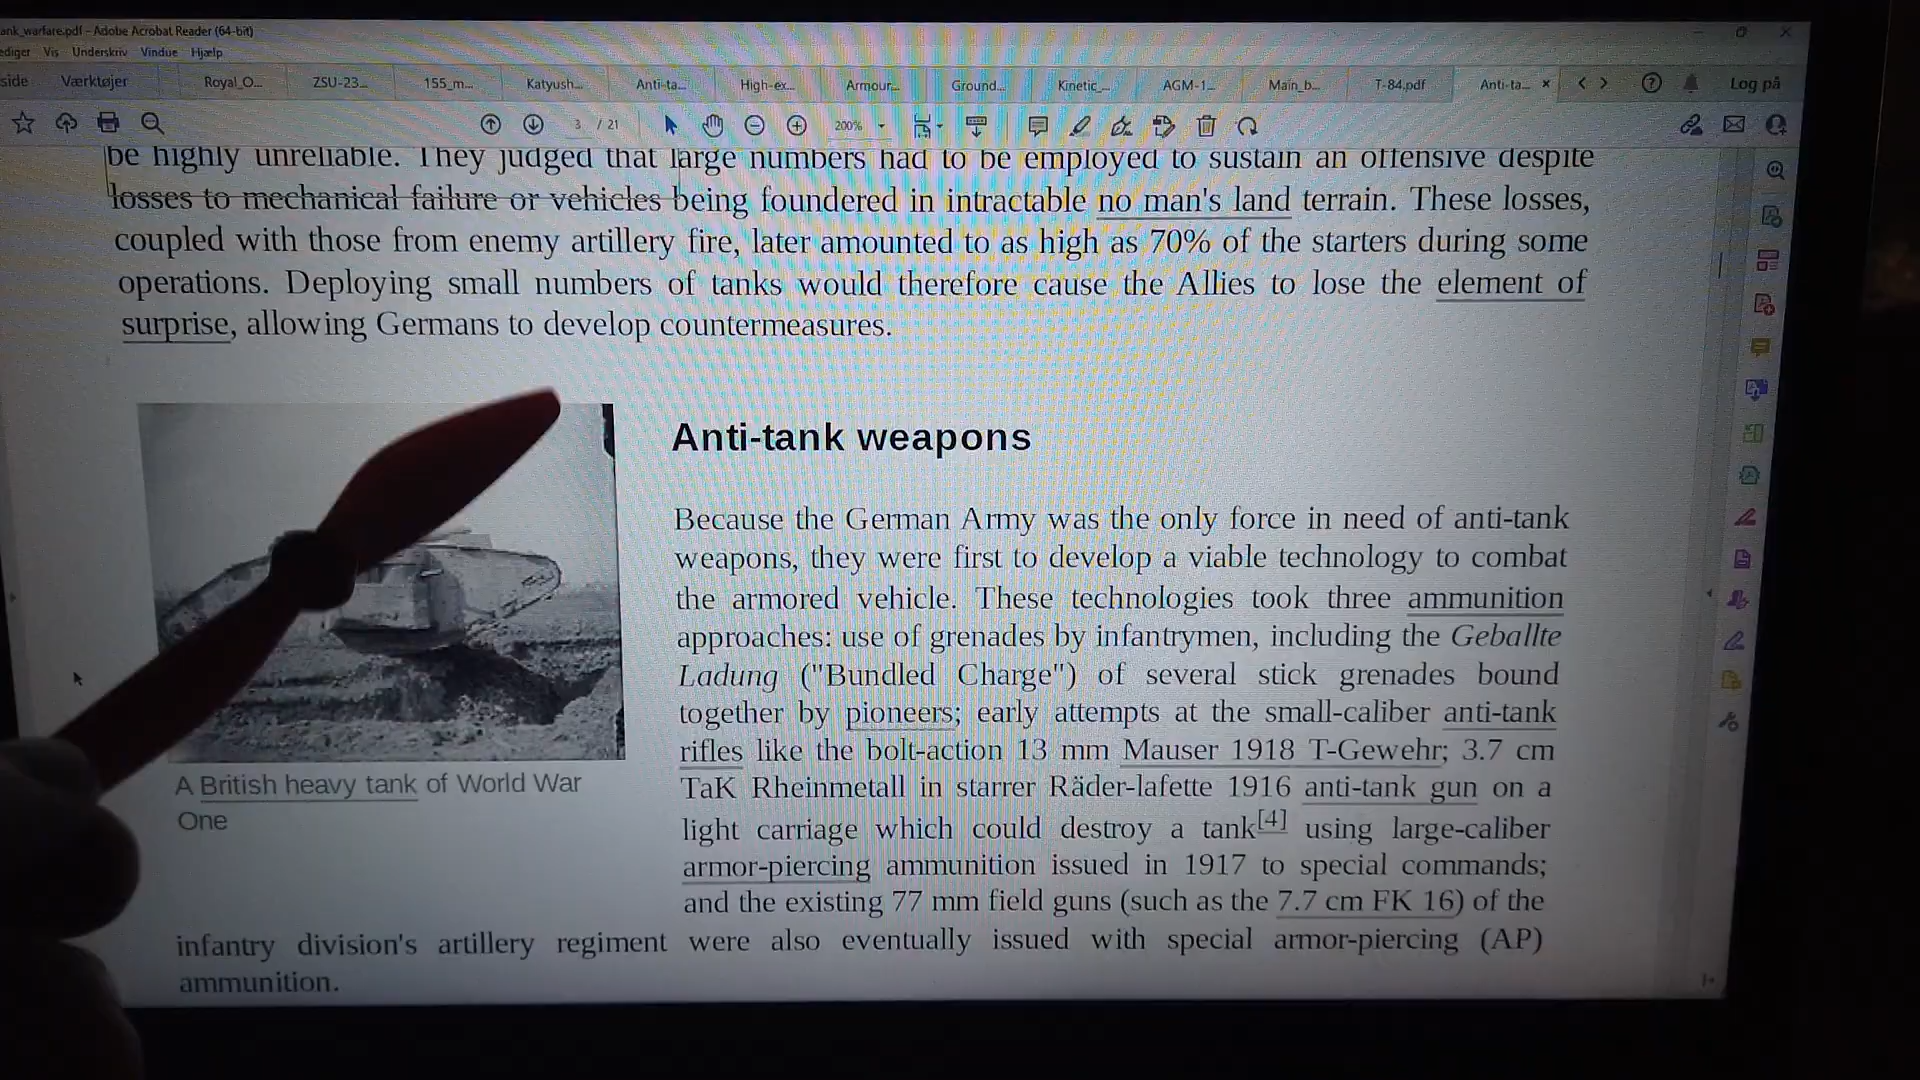 ank_warfare.pdf - Adobe Acrobat Reader (64-bit)
ediger Vis Underskriv Vindue Hjælp
side Værktøjer Royal_O... ZSU-23... 155_m... Katyush... Anti-ta... High-ex... Armour... Ground... Kinetic_... AGM-1... Main_b... T-84.pdf Anti-ta... Log på
3 / 21 200%
be highly unreliable. They judged that large numbers had to be employed to sustain an offensive despite
losses to mechanical failure or vehicles being foundered in intractable no man's land terrain. These losses,
coupled with those from enemy artillery fire, later amounted to as high as 70% of the starters during some
operations. Deploying small numbers of tanks would therefore cause the Allies to lose the element of
surprise, allowing Germans to develop countermeasures.
Anti-tank weapons
Because the German Army was the only force in need of anti-tank
weapons, they were first to develop a viable technology to combat
the armored vehicle. These technologies took three ammunition
approaches: use of grenades by infantrymen, including the Geballte
Ladung ("Bundled Charge") of several stick grenades bound
together by pioneers; early attempts at the small-caliber anti-tank
rifles like the bolt-action 13 mm Mauser 1918 T-Gewehr; 3.7 cm
TaK Rheinmetall in starrer Räder-lafette 1916 anti-tank gun on a
light carriage which could destroy a tank[4] using large-caliber
armor-piercing ammunition issued in 1917 to special commands;
and the existing 77 mm field guns (such as the 7.7 cm FK 16) of the
infantry division's artillery regiment were also eventually issued with special armor-piercing (AP)
ammunition.
A British heavy tank of World War
One